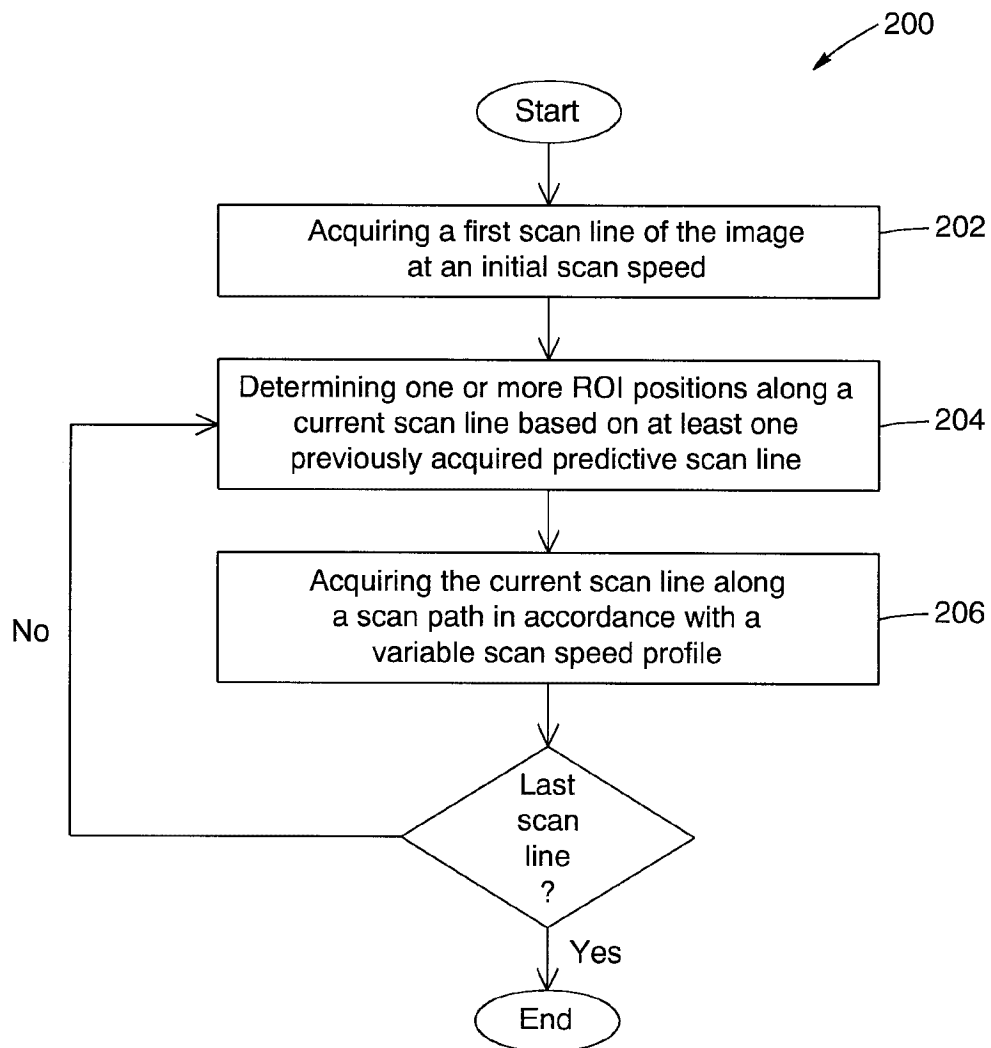 200
Start
Acquiring a first scan line of the image
at an initial scan speed
202
Determining one or more ROI positions along a
current scan line based on at least one
previously acquired predictive scan line
204
Acquiring the current scan line along
a scan path in accordance with a
variable scan speed profile
206
No
Last
scan
line
?
Yes
End